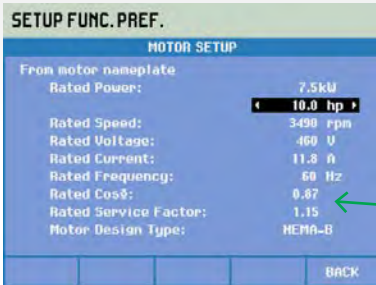 SETUP FUNC. PREF.
MOTOR SETUP
From motor nameplate
Rated Power: 7.5kW
10.0 hp
Rated Speed: 3490 rpm
Rated Voltage: 460 V
Rated Current: 11.8 A
Rated Frequency: 60 Hz
Rated Cosϕ: 0.87
Rated Service Factor: 1.15
Motor Design Type: NEMA-B
BACK